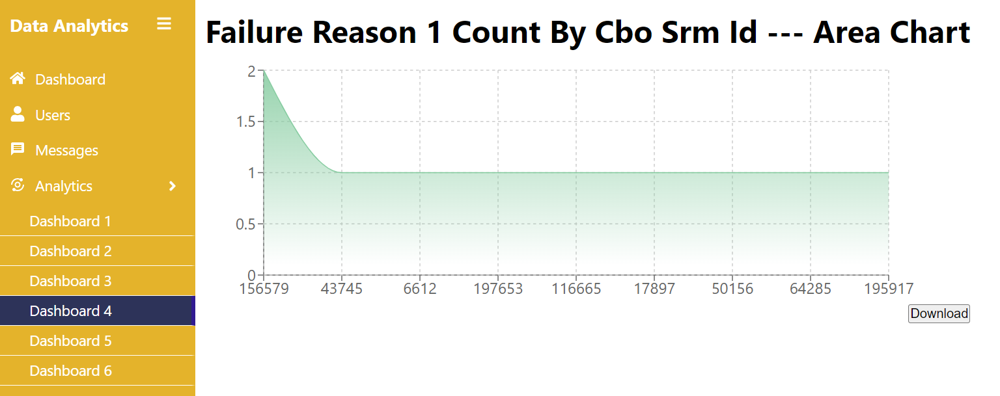 Data Analytics
Dashboard
Users
Messages
Analytics
Dashboard 1
Dashboard 2
Dashboard 3
Dashboard 4
Dashboard 5
Dashboard 6
Failure Reason 1 Count By Cbo Srm Id --- Area Chart
2
1.5
1
0.5
0
156579 43745 6612 197653 116665 17897 50156 64285 195917
Download